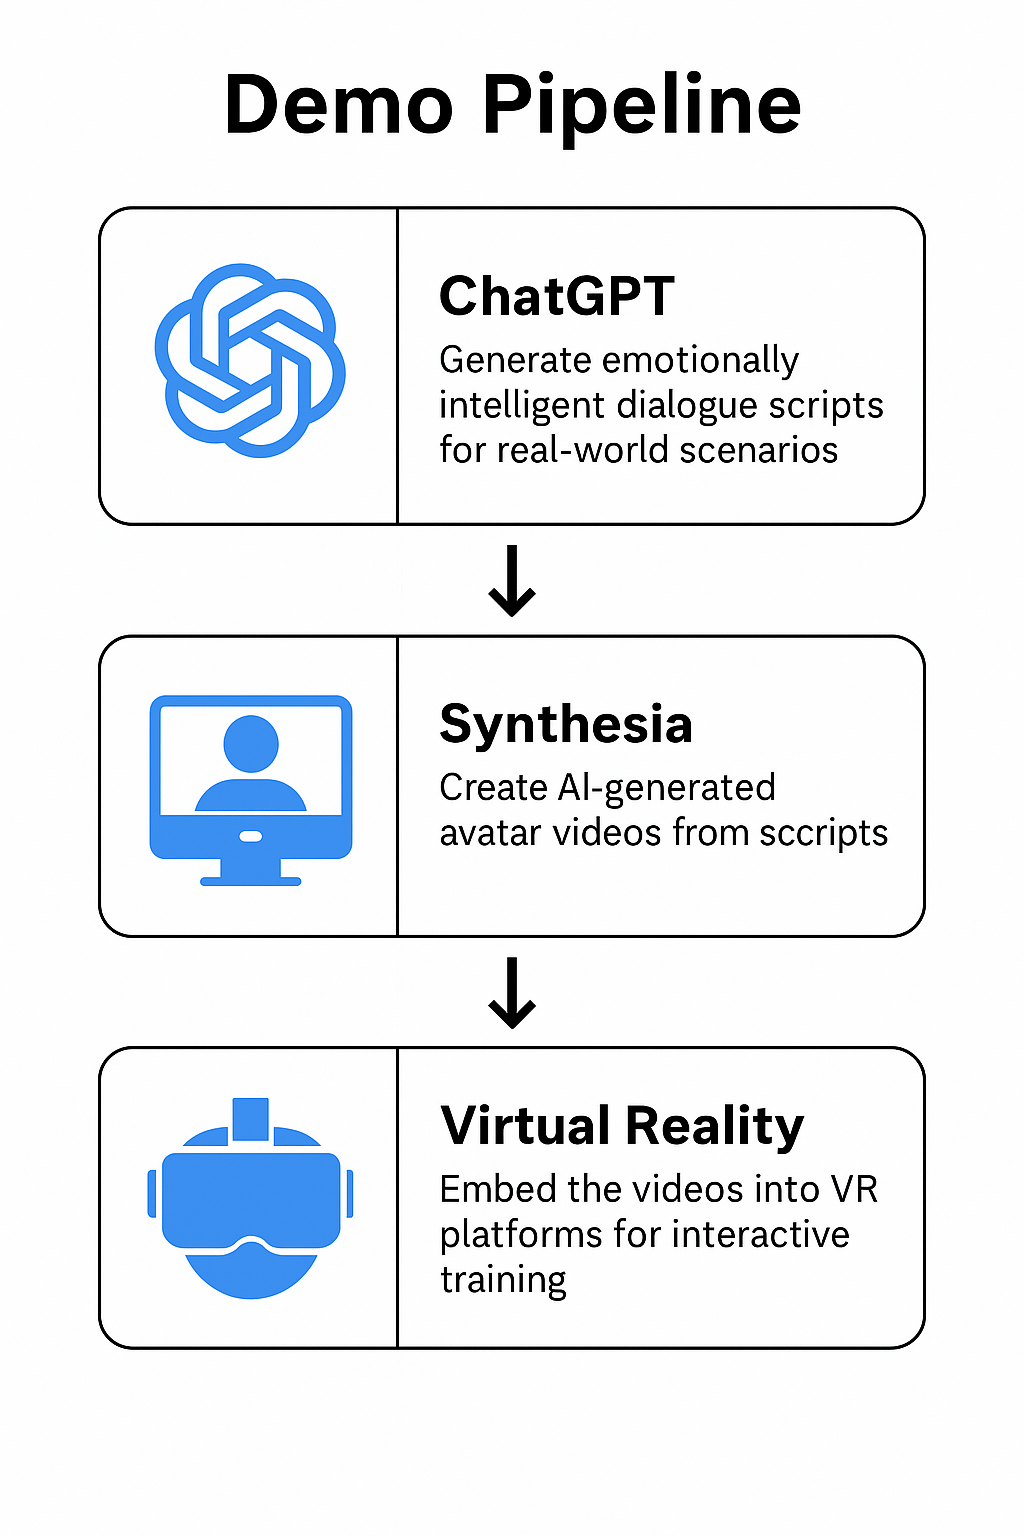 Demo Pipeline
ChatGPT
Generate emotionally
intelligent dialogue scripts
for real-world scenarios
Synthesia
Create AI-generated
avatar videos from sccripts
Virtual Reality
Embed the videos into VR
platforms for interactive
training